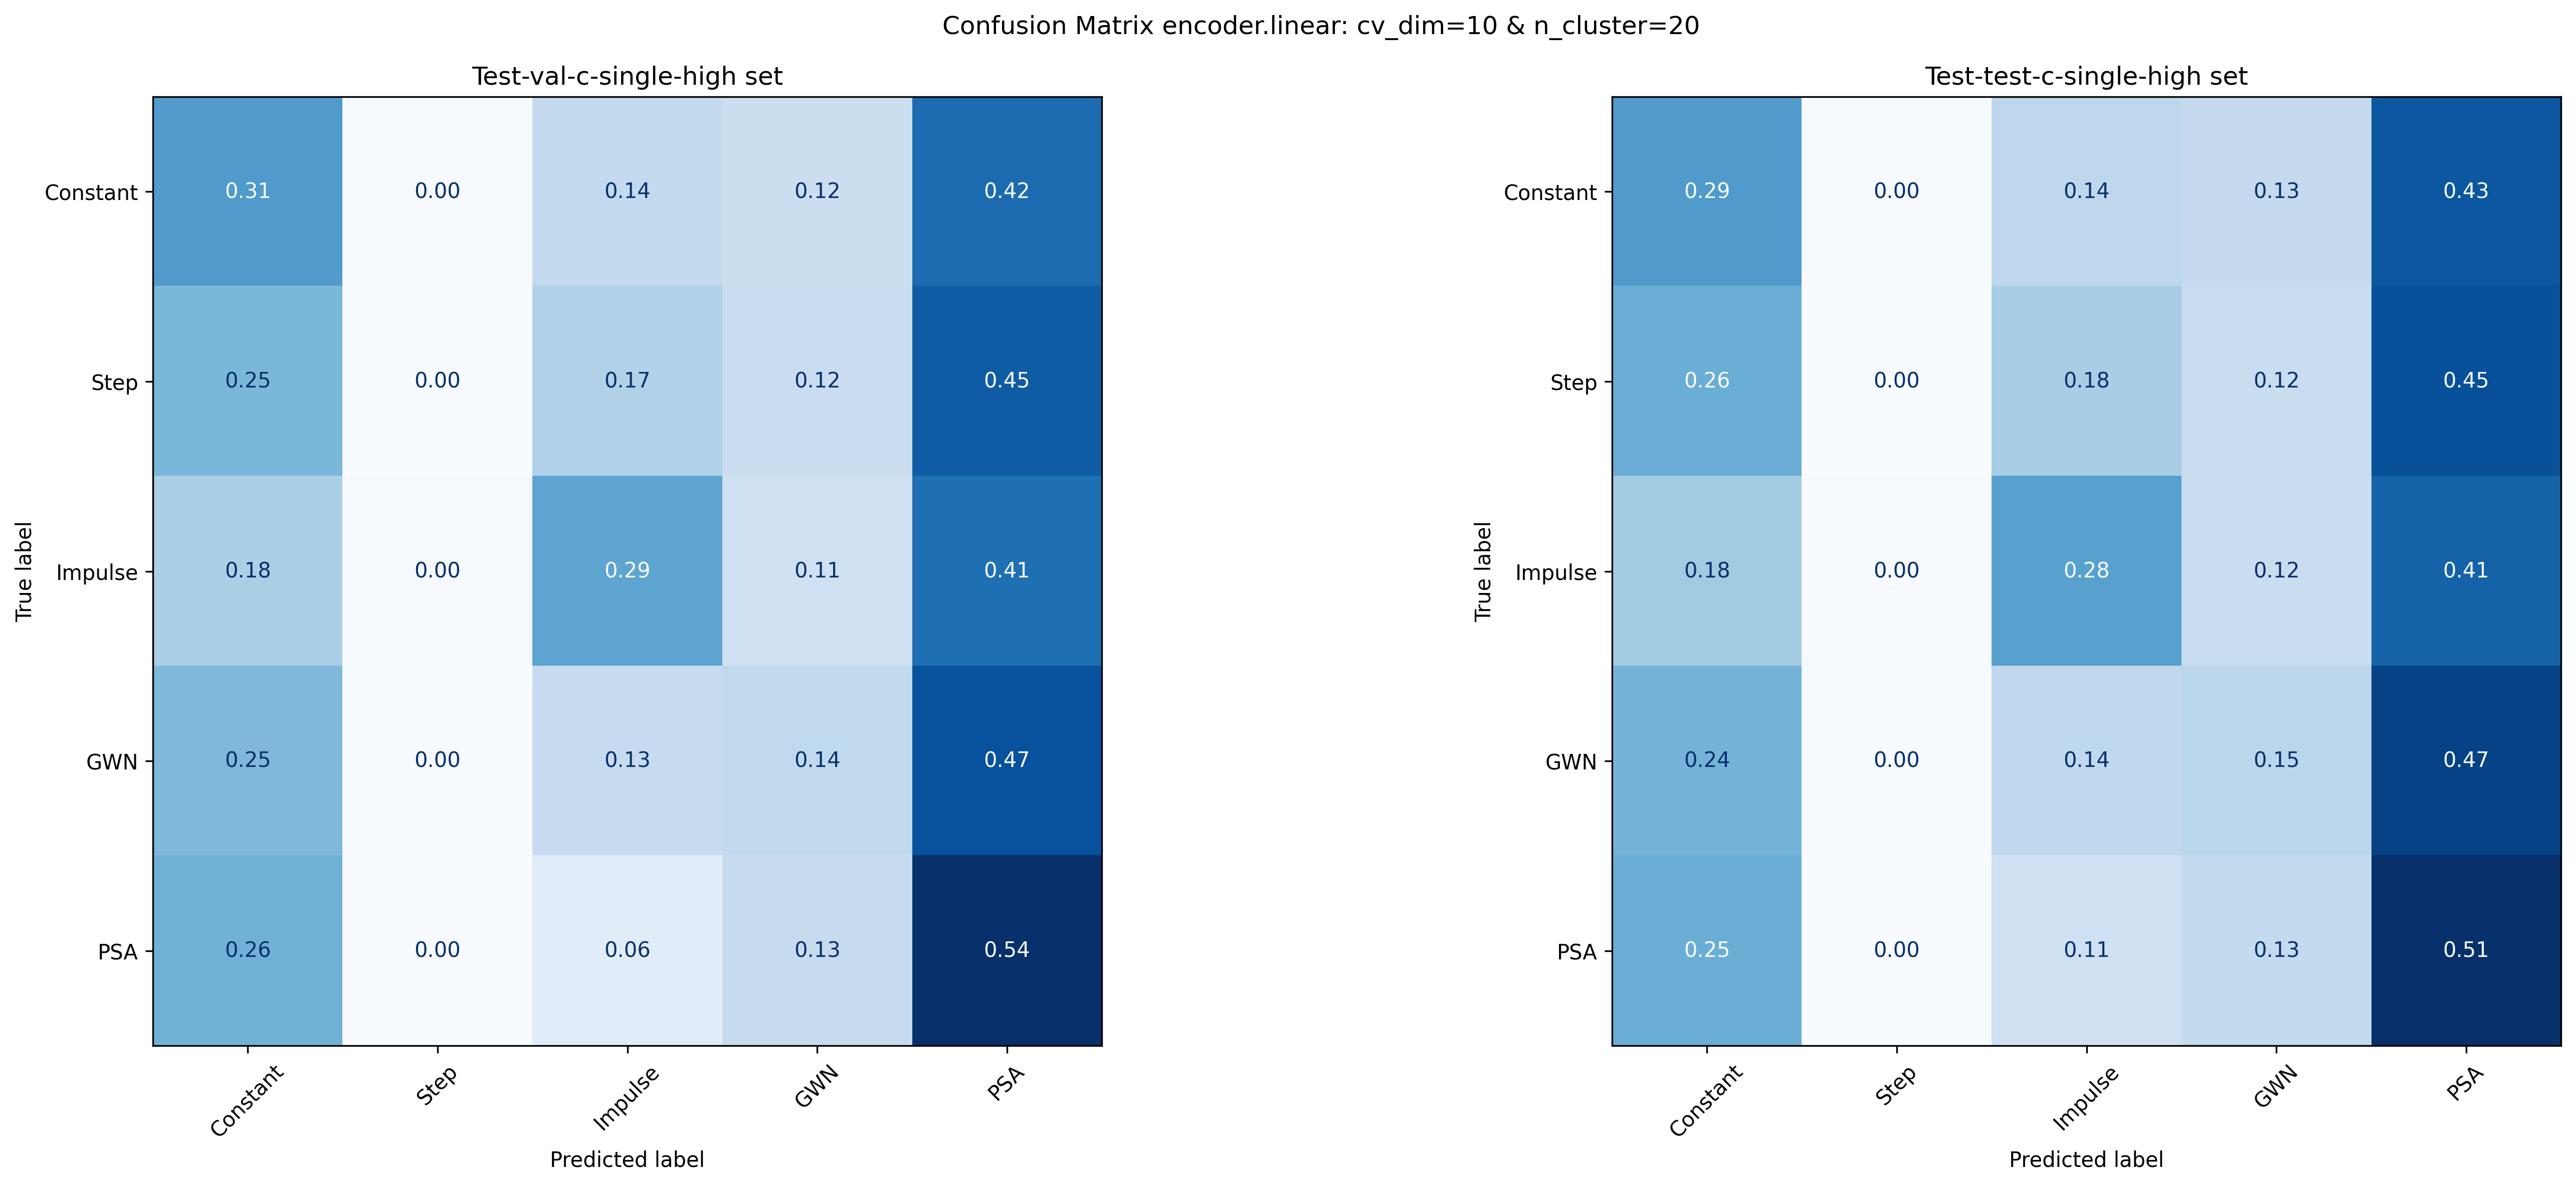 Confusion Matrix encoder.linear: cv_dim=10 & n_cluster=20
Test-val-c-single-high set
True label
Constant 0.31 0.00 0.14 0.12 0.42
Step 0.25 0.00 0.17 0.12 0.45
Impulse 0.18 0.00 0.29 0.11 0.41
GWN 0.25 0.00 0.13 0.14 0.47
PSA 0.26 0.00 0.06 0.13 0.54
Constant Step Impulse GWN PSA
Predicted label
Test-test-c-single-high set
True label
Constant 0.29 0.00 0.14 0.13 0.43
Step 0.26 0.00 0.18 0.12 0.45
Impulse 0.18 0.00 0.28 0.12 0.41
GWN 0.24 0.00 0.14 0.15 0.47
PSA 0.25 0.00 0.11 0.13 0.51
Constant Step Impulse GWN PSA
Predicted label